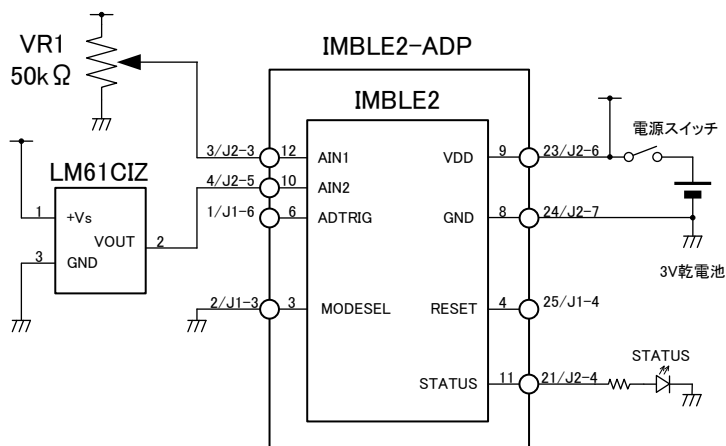 VR1
50kΩ
IMBLE2-ADP
IMBLE2
電源スイッチ
3/J2-3
12
AIN1
VDD
9
23/J2-6
LM61CIZ
4/J2-5
10
AIN2
1/J1-6
6
ADTRIG
GND
8
24/J2-7
1
+Vs
VOUT
2
3
GND
3V乾電池
2/J1-3
3
MODESEL
RESET
4
25/J1-4
STATUS
STATUS
11
21/J2-4